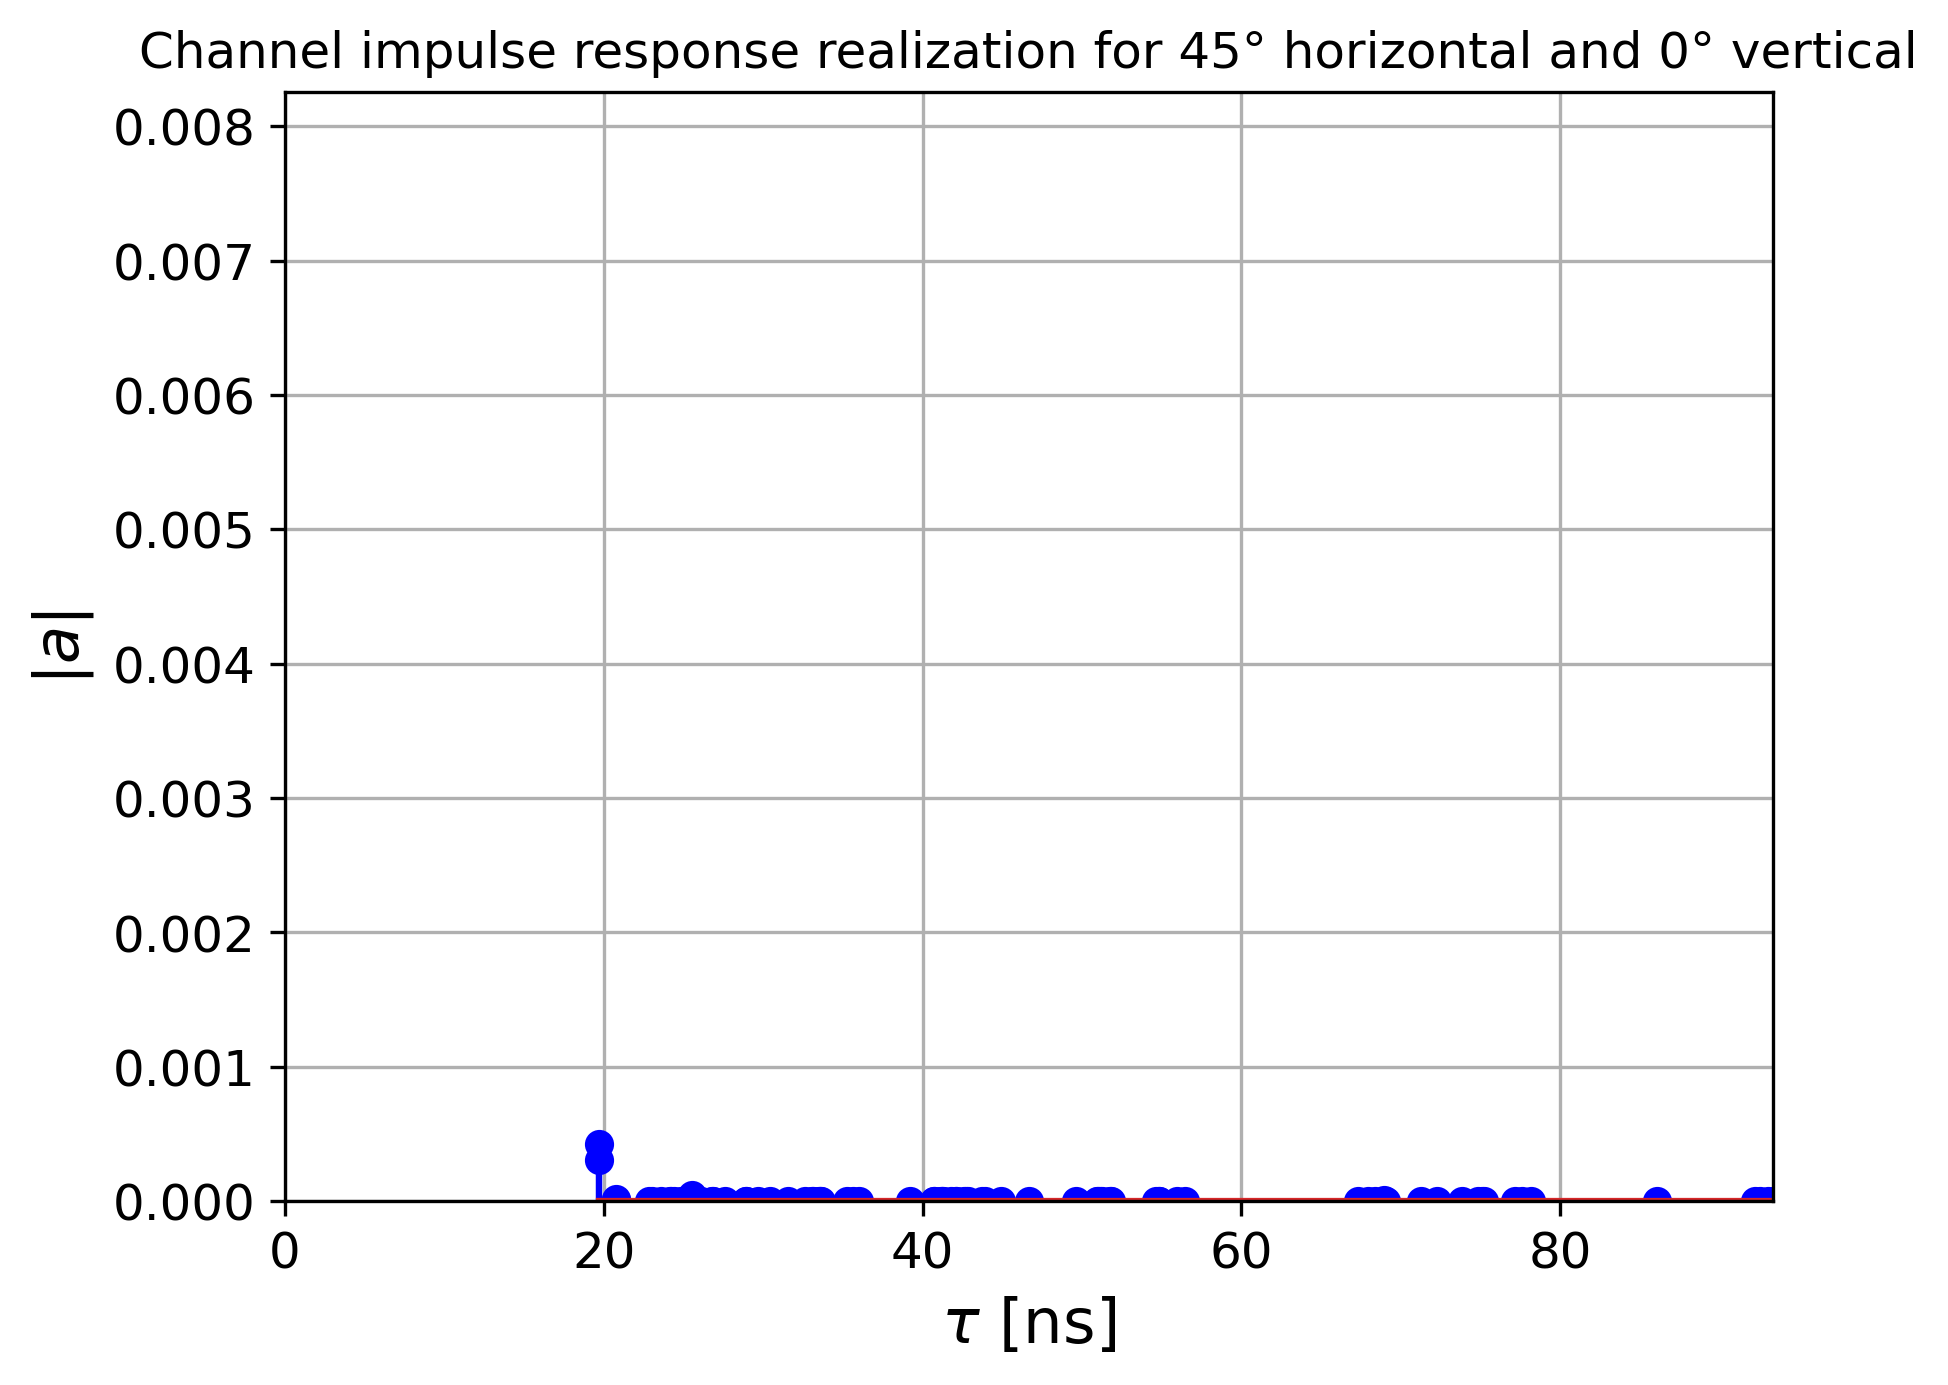 Channel impulse response realization for 45° horizontal and 0° vertical
0.008
0.007
0.006
0.005
0.004
0.003
0.002
0.001
0.000
|a|
0 20 40 60 80
τ [ns]